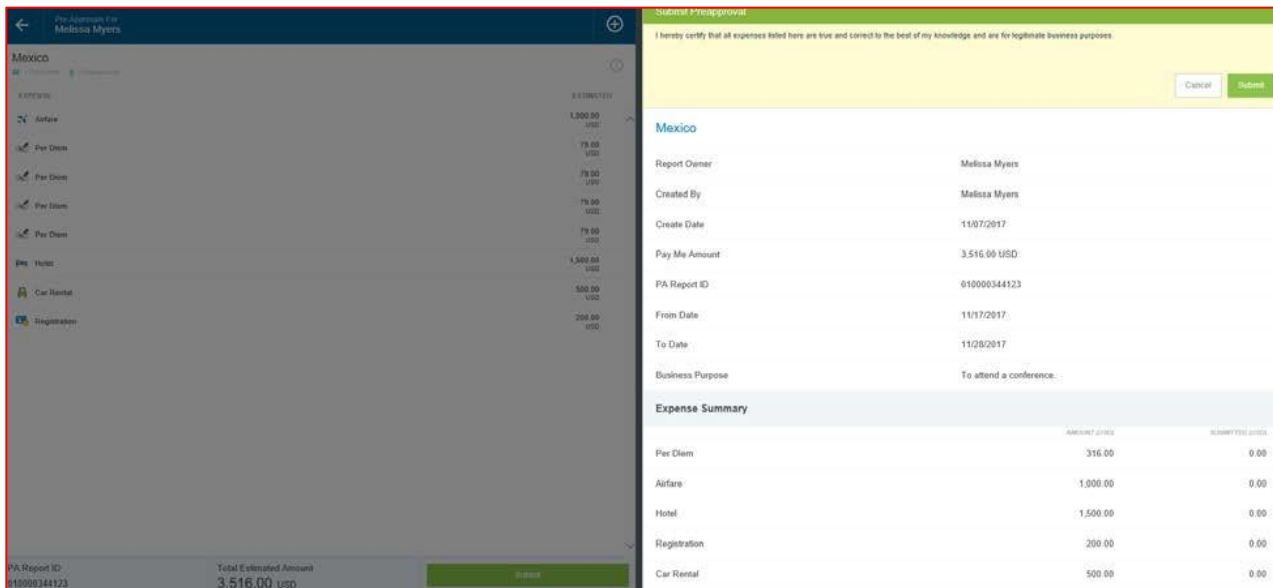 Pre-Approvals For
Melissa Myers
Mexico
EXPENSE ESTIMATED
Airfare 1,000.00
USD
Per Diem 79.00
USD
Per Diem 79.00
USD
Per Diem 79.00
USD
Per Diem 79.00
USD
Hotel 1,500.00
USD
Car Rental 500.00
USD
Registration 200.00
USD
PA Report ID
010000344123
Total Estimated Amount
3,516.00 USD
Submit
Submit Preapproval
I hereby certify that all expenses listed here are true and correct to the best of my knowledge and are for legitimate business purposes.
Cancel Submit
Mexico
Report Owner Melissa Myers
Created By Melissa Myers
Create Date 11/07/2017
Pay Me Amount 3,516.00 USD
PA Report ID 010000344123
From Date 11/17/2017
To Date 11/28/2017
Business Purpose To attend a conference.
Expense Summary
AMOUNT (USD) SUBMITTED (USD)
Per Diem 316.00 0.00
Airfare 1,000.00 0.00
Hotel 1,500.00 0.00
Registration 200.00 0.00
Car Rental 500.00 0.00